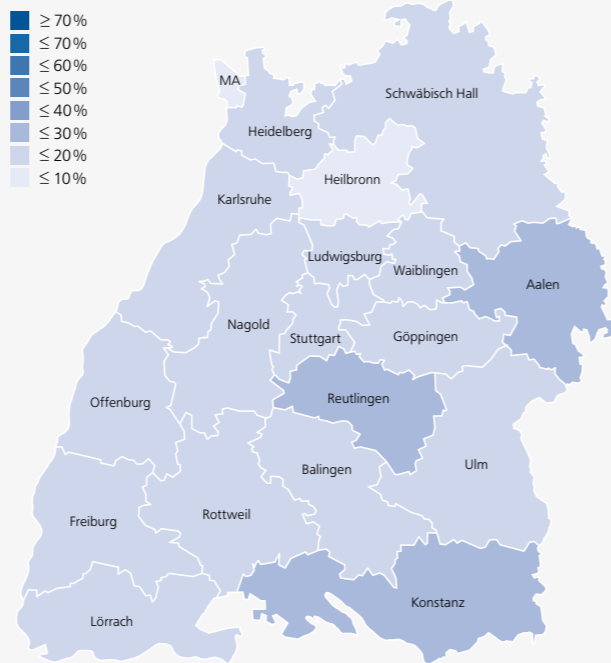 ≥ 70 %
≤ 70 %
≤ 60 %
≤ 50 %
≤ 40 %
≤ 30 %
≤ 20 %
≤ 10 %
MA
Schwäbisch Hall
Heidelberg
Heilbronn
Karlsruhe
Ludwigsburg
Waiblingen
Aalen
Nagold
Stuttgart
Göppingen
Offenburg
Reutlingen
Balingen
Ulm
Freiburg
Rottweil
Konstanz
Lörrach